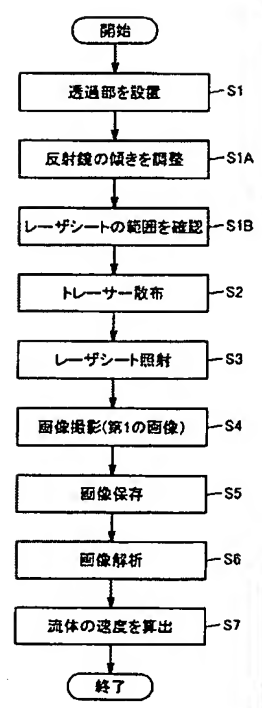 開始
透過部を設置 S1
反射鏡の傾きを調整 S1A
レーザシートの範囲を確認 S1B
トレーサー散布 S2
レーザシート照射 S3
画像撮影(第1の画像) S4
画像保存 S5
画像解析 S6
流体の速度を算出 S7
終了